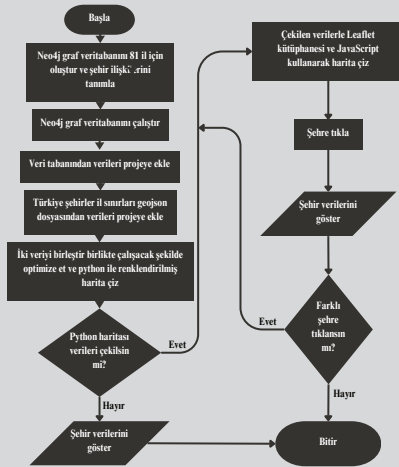 Başla
Neo4j graf veritabanını 81 il için
oluştur ve şehir ilişkilerini
tanımla
Neo4j graf veritabanını çalıştır
Veri tabanından verileri projeye ekle
Türkiye şehirler il sınırları geojson
dosyasından verileri projeye ekle
İki veriyi birleştir birlikte çalışacak şekilde
optimize et ve python ile renklendirilmiş
harita çiz
Python haritası
verileri çekilsin
mi?
Evet
Hayır
Şehir verilerini
göster
Çekilen verilerle Leaflet
kütüphanesi ve JavaScript
kullanarak harita çiz
Şehre tıkla
Şehir verilerini
göster
Farklı
şehre
tıklansın
mı?
Evet
Hayır
Bitir